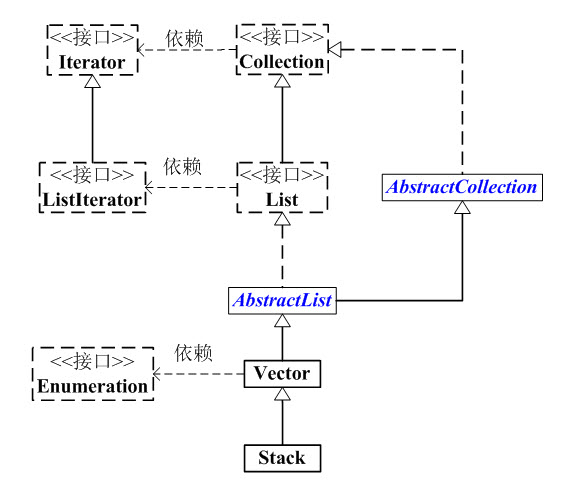 <<接口>>
Iterator
依赖
<<接口>>
Collection
<<接口>>
ListIterator
依赖
<<接口>>
List
AbstractCollection
AbstractList
<<接口>>
Enumeration
依赖
Vector
Stack